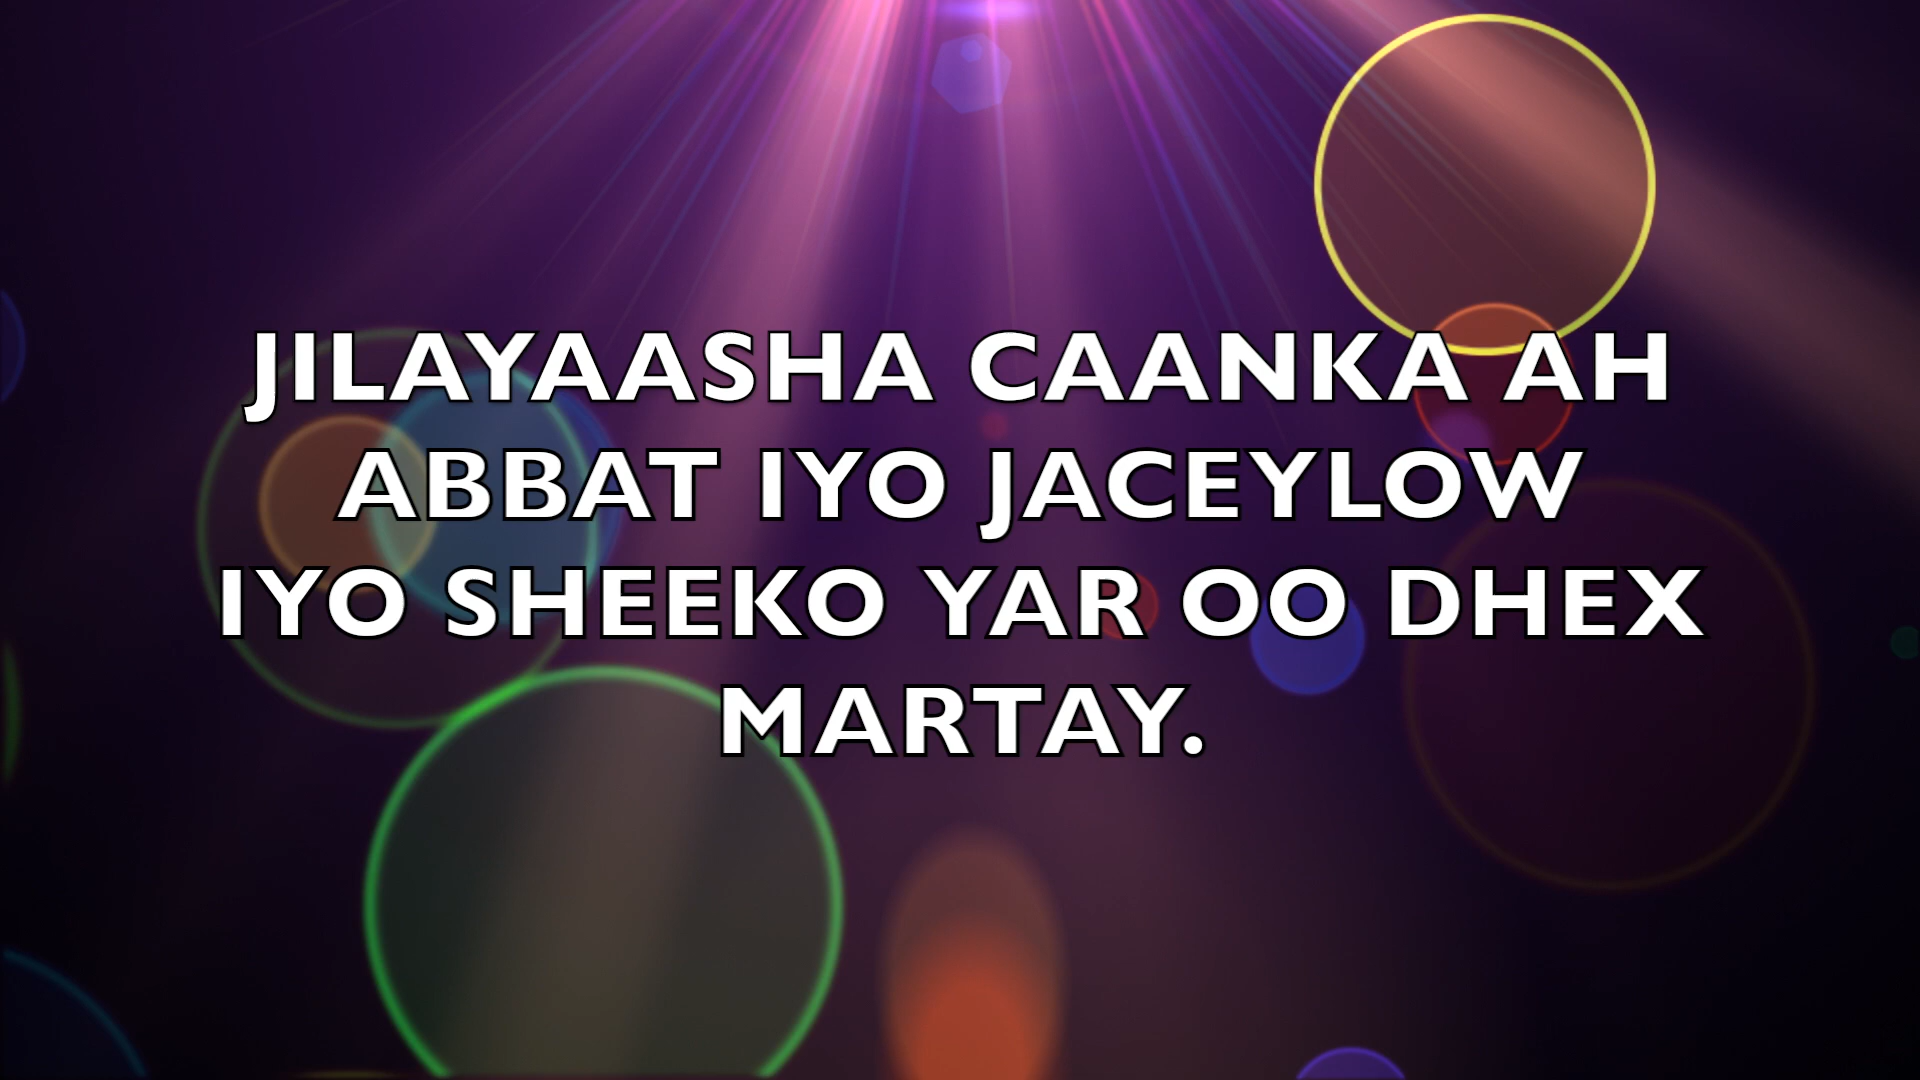 JILAYAASHA CAANKA AH
ABBAT IYO JACEYLOW
IYO SHEEKO YAR OO DHEX
MARTAY.